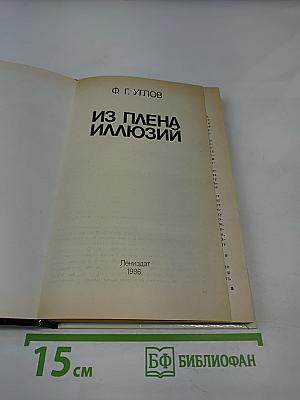 Ф. Г. УГЛОВ
ИЗ ПЛЕНА
ИЛЛЮЗИЙ
Лениздат
1986
15 см
БФ БИБЛИОФАН